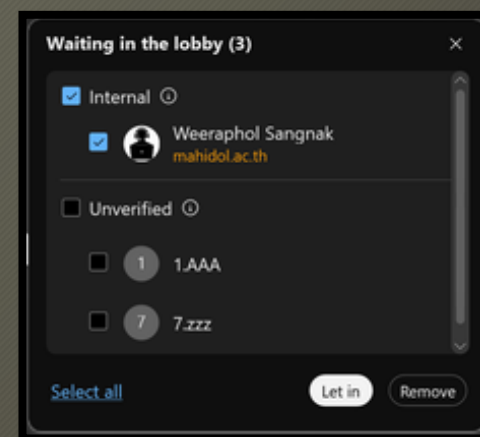 Waiting in the lobby (3)
Internal
Weeraphol Sangnak
mahidol.ac.th
Unverified
1
1.AAA
7
7.zzz
Select all
Let in
Remove